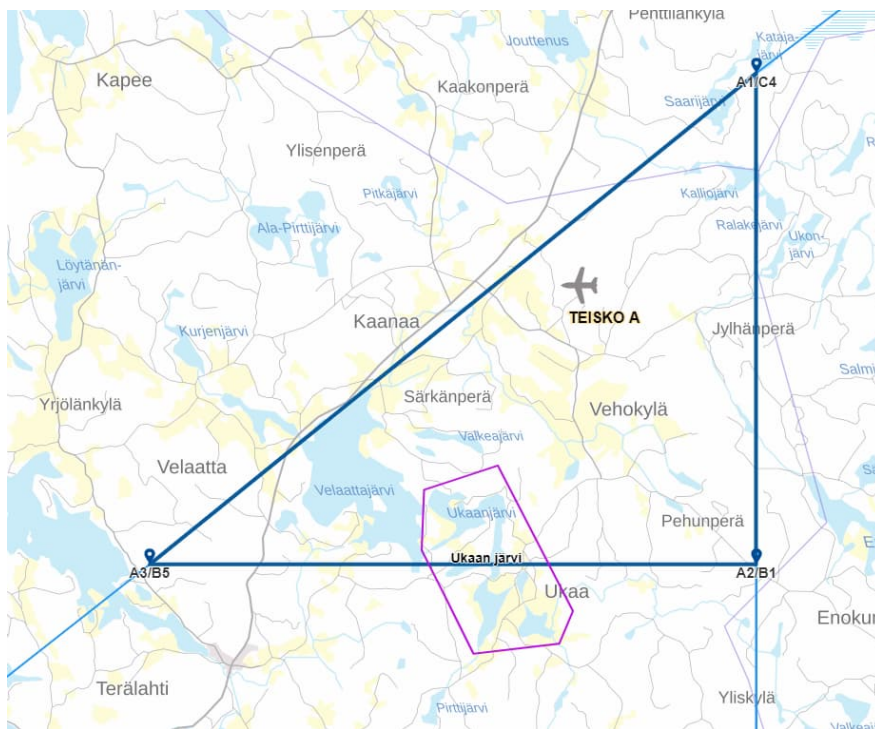 Penttilänkylä
Jouttenus
Kataja-
järvi
Kapee
Kaakonperä
A1/C4
Saarijärvi
Ylisenperä
Pitkäjärvi
Kalliojärvi
Ala-Pirttijärvi
Ralakejärvi
Ukon-
järvi
Löytänän-
järvi
TEISKO A
Kaanaa
Kurjenjärvi
Jylhänperä
Salmi
Särkänperä
Yrjölänkylä
Vehokylä
Valkeajärvi
Velaatta
Velaattajärvi
Ukaanjärvi
Pehunperä
Ukaan järvi
A3/B5
A2/B1
Ukaa
Enokun
Terälahti
Yliskylä
Pirttijärvi
Valkeaj